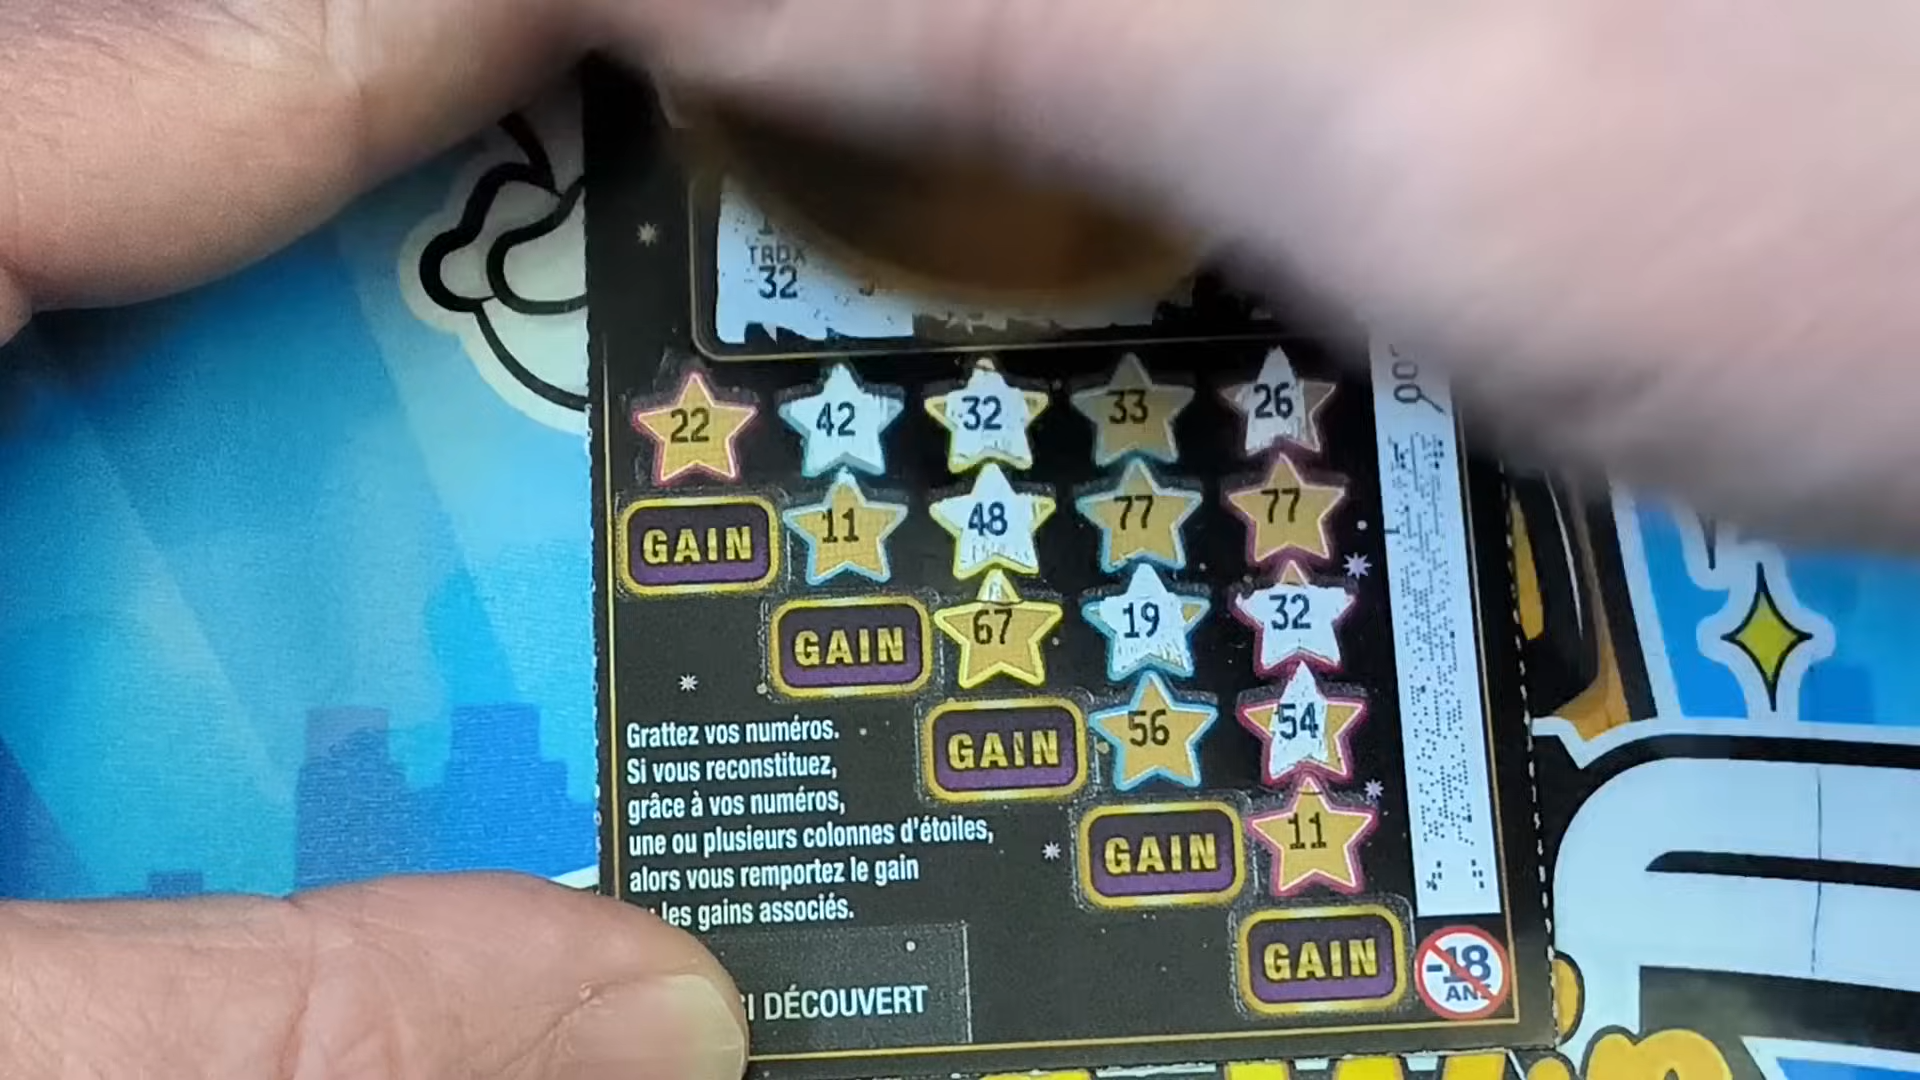 TRDX
32
22 42 32 33 26
GAIN 11 48 77 77
GAIN 67 19 32
GAIN 56 54
GAIN 11
GAIN
Grattez vos numéros.
Si vous reconstituez,
grâce à vos numéros,
une ou plusieurs colonnes d'étoiles,
alors vous remportez le gain
les gains associés.
DÉCOUVERT
-18
ANS